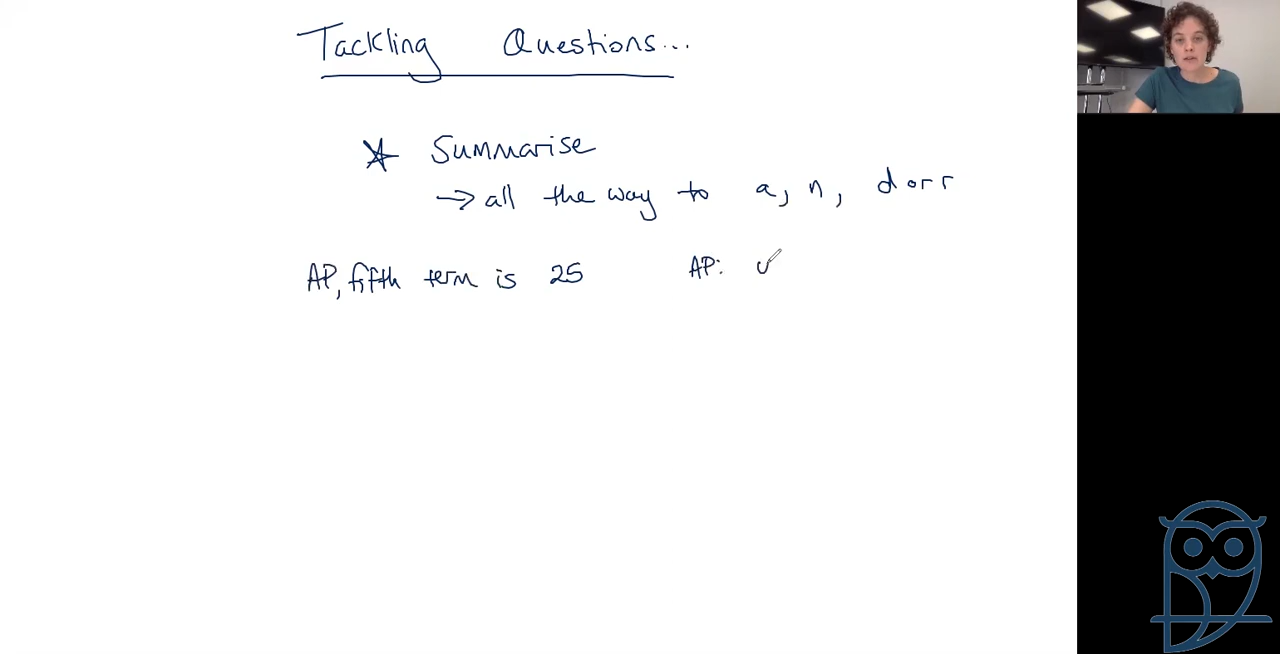 Tackling Questions...
* Summarise
→ all the way to a, n, d or r
AP, fifth term is 25 AP: u